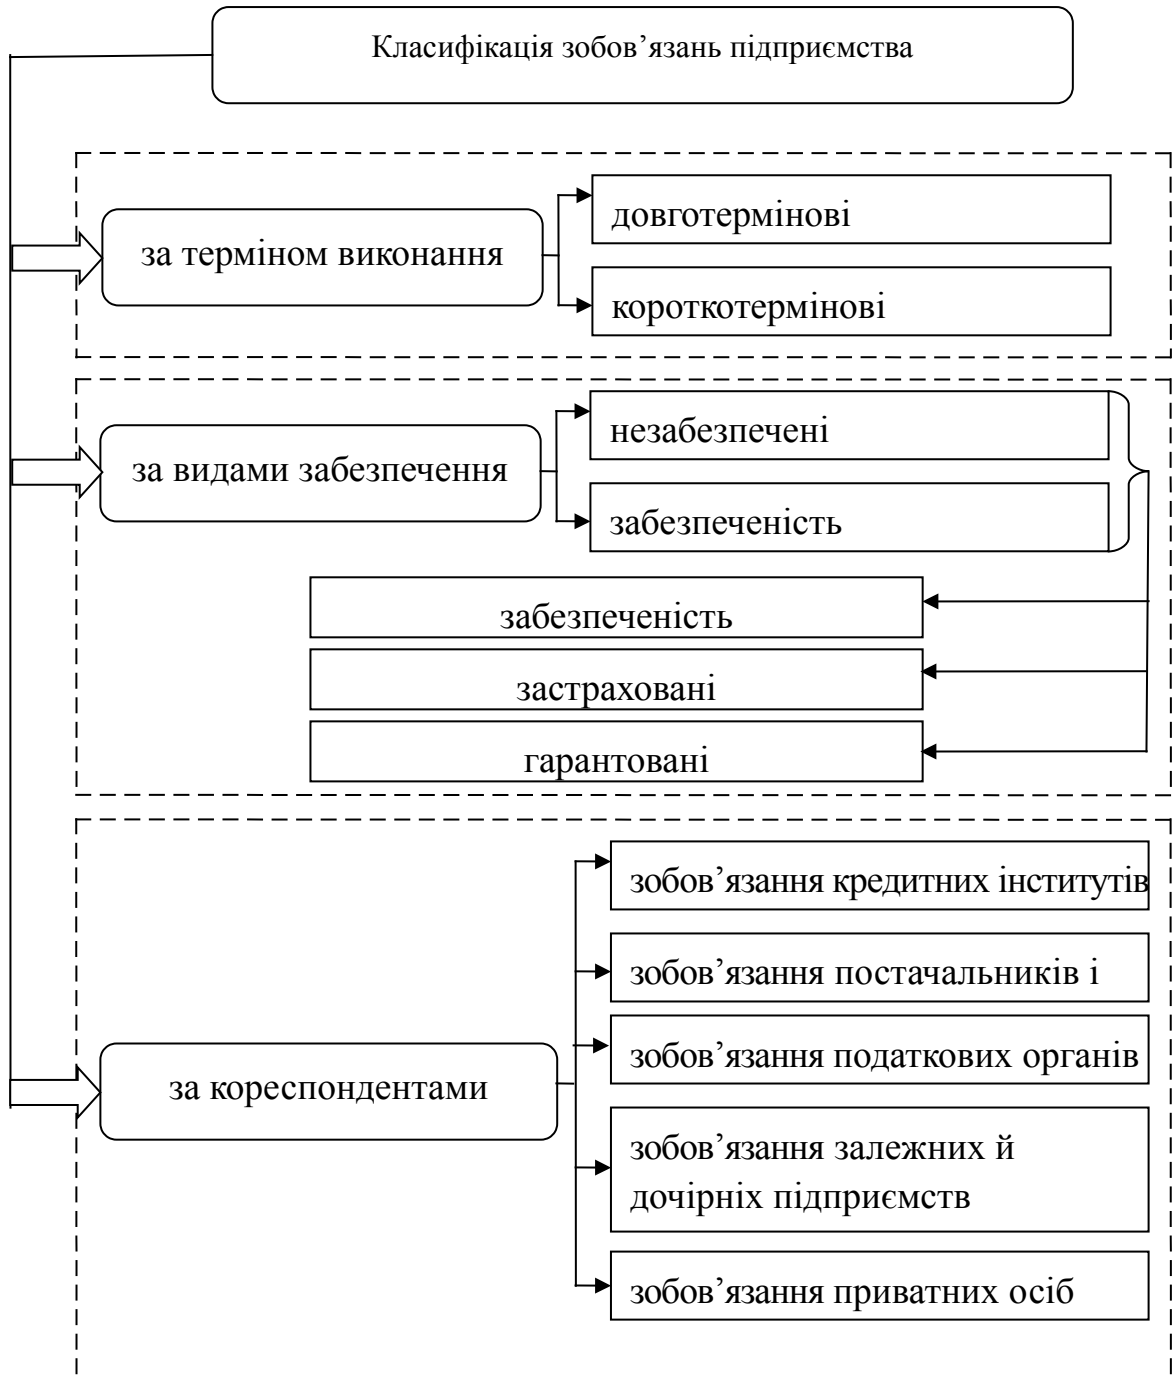 Класифікація зобов’язань підприємства
за терміном виконання
довготермінові
короткотермінові
за видами забезпечення
незабезпечені
забезпеченість
забезпеченість
застраховані
гарантовані
за кореспондентами
зобов’язання кредитних інститутів
зобов’язання постачальників і
зобов’язання податкових органів
зобов’язання залежних й
дочірніх підприємств
зобов’язання приватних осіб